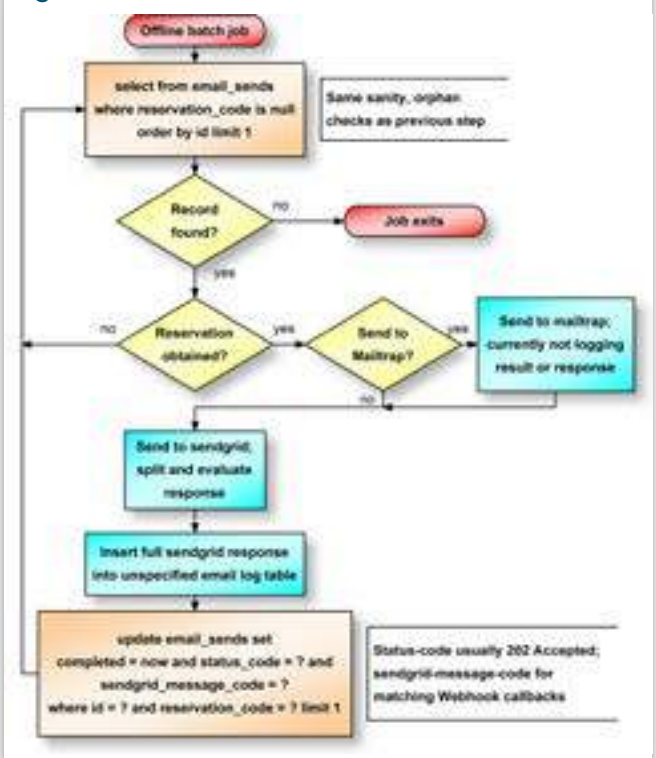 Offline batch job
select from email_sends
where reservation_code is null
order by id limit 1
Same sanity, orphan
checks as previous step
Record
found?
no
Job exits
yes
Reservation
obtained?
no
yes
Send to
Mailtrap?
yes
Send to mailtrap;
currently not logging
result or response
no
Send to sendgrid;
split and evaluate
response
Insert full sendgrid response
into unspecified email log table
update email_sends set
completed = now and status_code = ? and
sendgrid_message_code = ?
where id = ? and reservation_code = ? limit 1
Status-code usually 202 Accepted;
sendgrid-message-code for
matching Webhook callbacks